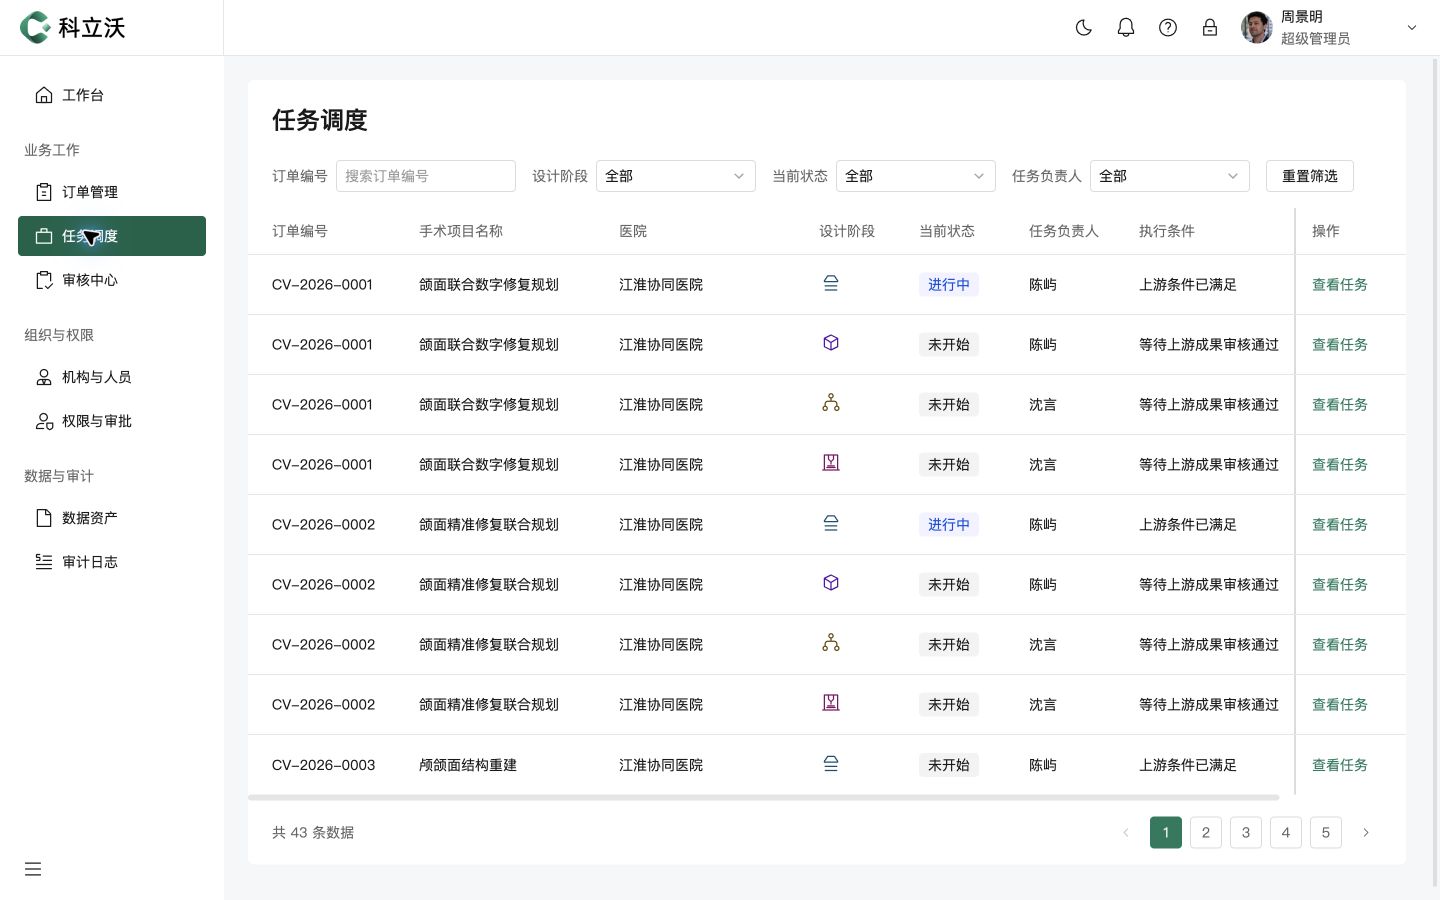 科立沃
周景明
超级管理员
工作台
业务工作
订单管理
任务调度
审核中心
组织与权限
机构与人员
权限与审批
数据与审计
数据资产
审计日志
任务调度
订单编号 搜索订单编号 设计阶段 全部 当前状态 全部 任务负责人 全部 重置筛选
订单编号 手术项目名称 医院 设计阶段 当前状态 任务负责人 执行条件 操作
CV-2026-0001 颌面联合数字修复规划 江淮协同医院 进行中 陈屿 上游条件已满足 查看任务
CV-2026-0001 颌面联合数字修复规划 江淮协同医院 未开始 陈屿 等待上游成果审核通过 查看任务
CV-2026-0001 颌面联合数字修复规划 江淮协同医院 未开始 沈言 等待上游成果审核通过 查看任务
CV-2026-0001 颌面联合数字修复规划 江淮协同医院 未开始 沈言 等待上游成果审核通过 查看任务
CV-2026-0002 颌面精准修复联合规划 江淮协同医院 进行中 陈屿 上游条件已满足 查看任务
CV-2026-0002 颌面精准修复联合规划 江淮协同医院 未开始 陈屿 等待上游成果审核通过 查看任务
CV-2026-0002 颌面精准修复联合规划 江淮协同医院 未开始 沈言 等待上游成果审核通过 查看任务
CV-2026-0002 颌面精准修复联合规划 江淮协同医院 未开始 沈言 等待上游成果审核通过 查看任务
CV-2026-0003 颅颌面结构重建 江淮协同医院 未开始 陈屿 上游条件已满足 查看任务
共 43 条数据 1 2 3 4 5